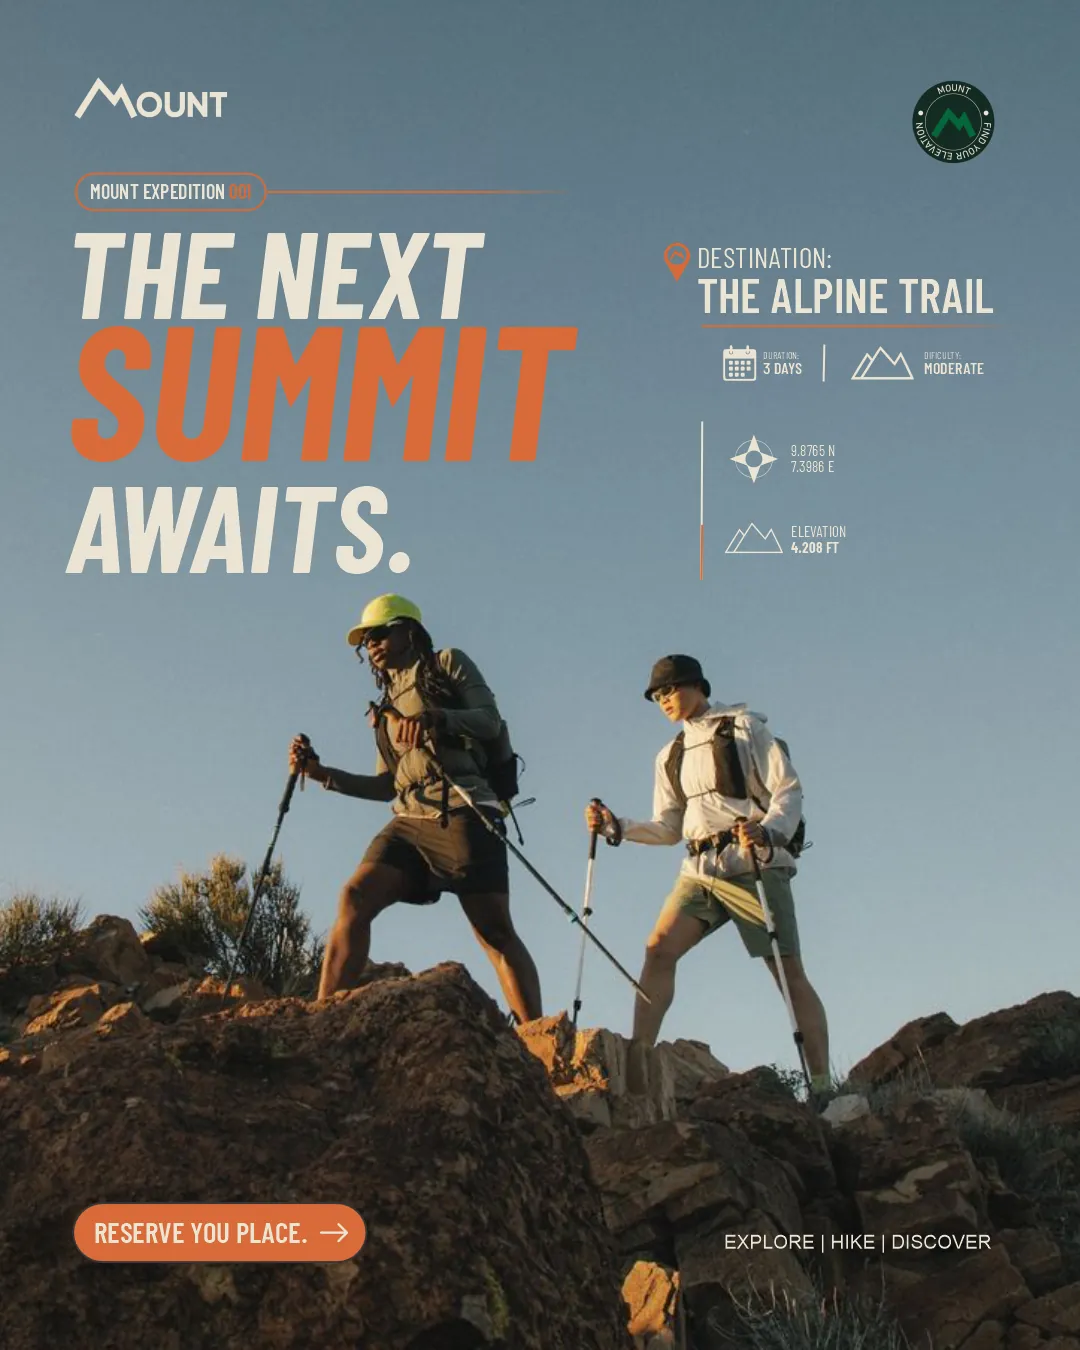 MOUNT
MOUNT
FIND YOUR ELEVATION
MOUNT EXPEDITION 001
THE NEXT
SUMMIT
AWAITS.
DESTINATION:
THE ALPINE TRAIL
DURATION:
3 DAYS
DIFICULTY:
MODERATE
9.8765 N
7.3986 E
ELEVATION
4.208 FT
RESERVE YOU PLACE.
EXPLORE | HIKE | DISCOVER